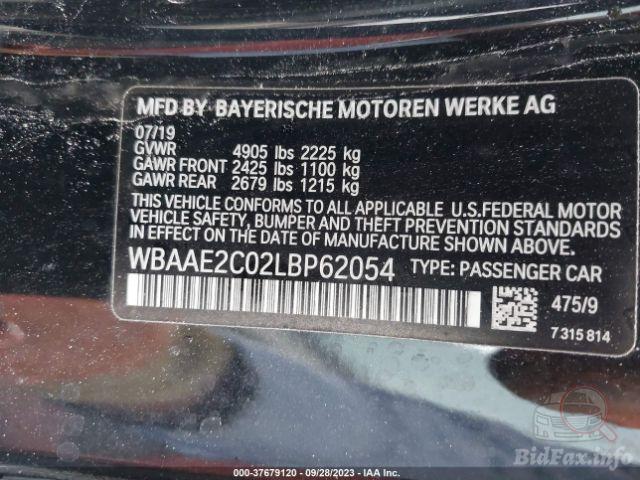 MFD BY BAYERISCHE MOTOREN WERKE AG
07/19
GVWR 4905 lbs 2225 kg
GAWR FRONT 2425 lbs 1100 kg
GAWR REAR 2679 lbs 1215 kg
THIS VEHICLE CONFORMS TO ALL APPLICABLE U.S.FEDERAL MOTOR
VEHICLE SAFETY, BUMPER AND THEFT PREVENTION STANDARDS
IN EFFECT ON THE DATE OF MANUFACTURE SHOWN ABOVE.
WBAAE2C02LBP62054 TYPE: PASSENGER CAR
475/9
7 315 814
BidFax.info
000-37679120 - 09/28/2023 - IAA Inc.